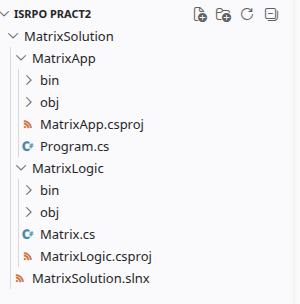 ISRPO PRACT2
MatrixSolution
MatrixApp
bin
obj
MatrixApp.csproj
C# Program.cs
MatrixLogic
bin
obj
C# Matrix.cs
MatrixLogic.csproj
MatrixSolution.slnx